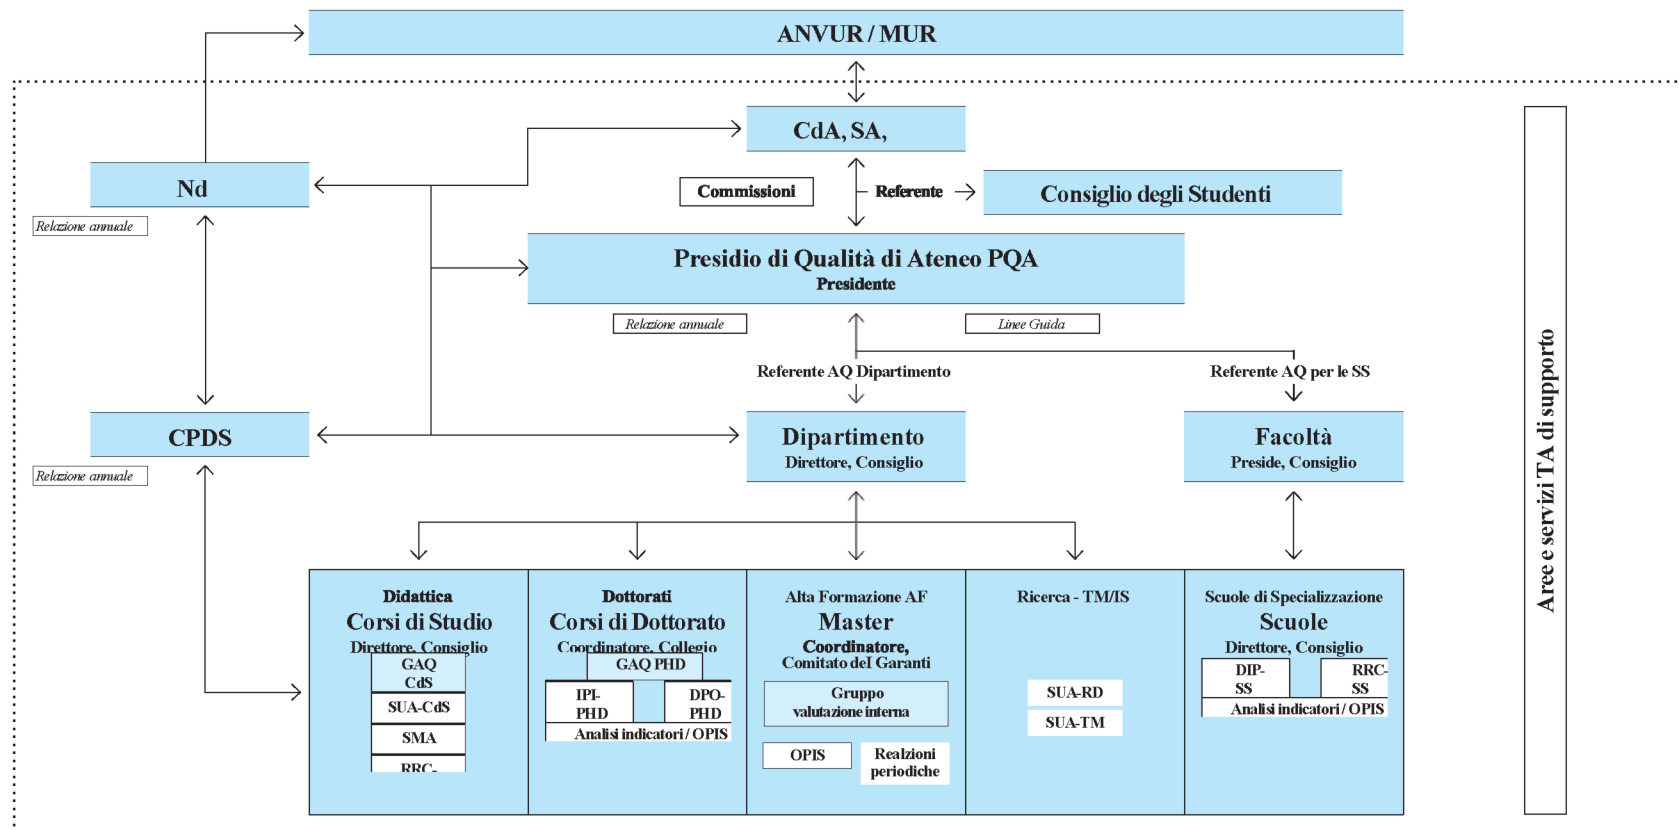 ANVUR / MUR
CdA, SA,
Nd
Relazione annuale
Commissioni
Referente
Consiglio degli Studenti
Presidio di Qualità di Ateneo PQA
Presidente
Relazione annuale
Linee Guida
Referente AQ Dipartimento
Referente AQ per le SS
CPDS
Relazione annuale
Dipartimento
Direttore, Consiglio
Facoltà
Preside, Consiglio
Aree e servizi TA di supporto
Didattica
Corsi di Studio
Direttore, Consiglio
GAQ
CdS
SUA-CdS
SMA
RRC-
Dottorati
Corsi di Dottorato
Coordinatore, Collegio
GAQ PHD
IPI-
PHD
DPO-
PHD
Analisi indicatori / OPIS
Alta Formazione AF
Master
Coordinatore,
Comitato deI Garanti
Gruppo
valutazione interna
OPIS
Realzioni
periodiche
Ricerca - TM/IS
SUA-RD
SUA-TM
Scuole di Specializzazione
Scuole
Direttore, Consiglio
DIP-
SS
RRC-
SS
Analisi indicatori / OPIS